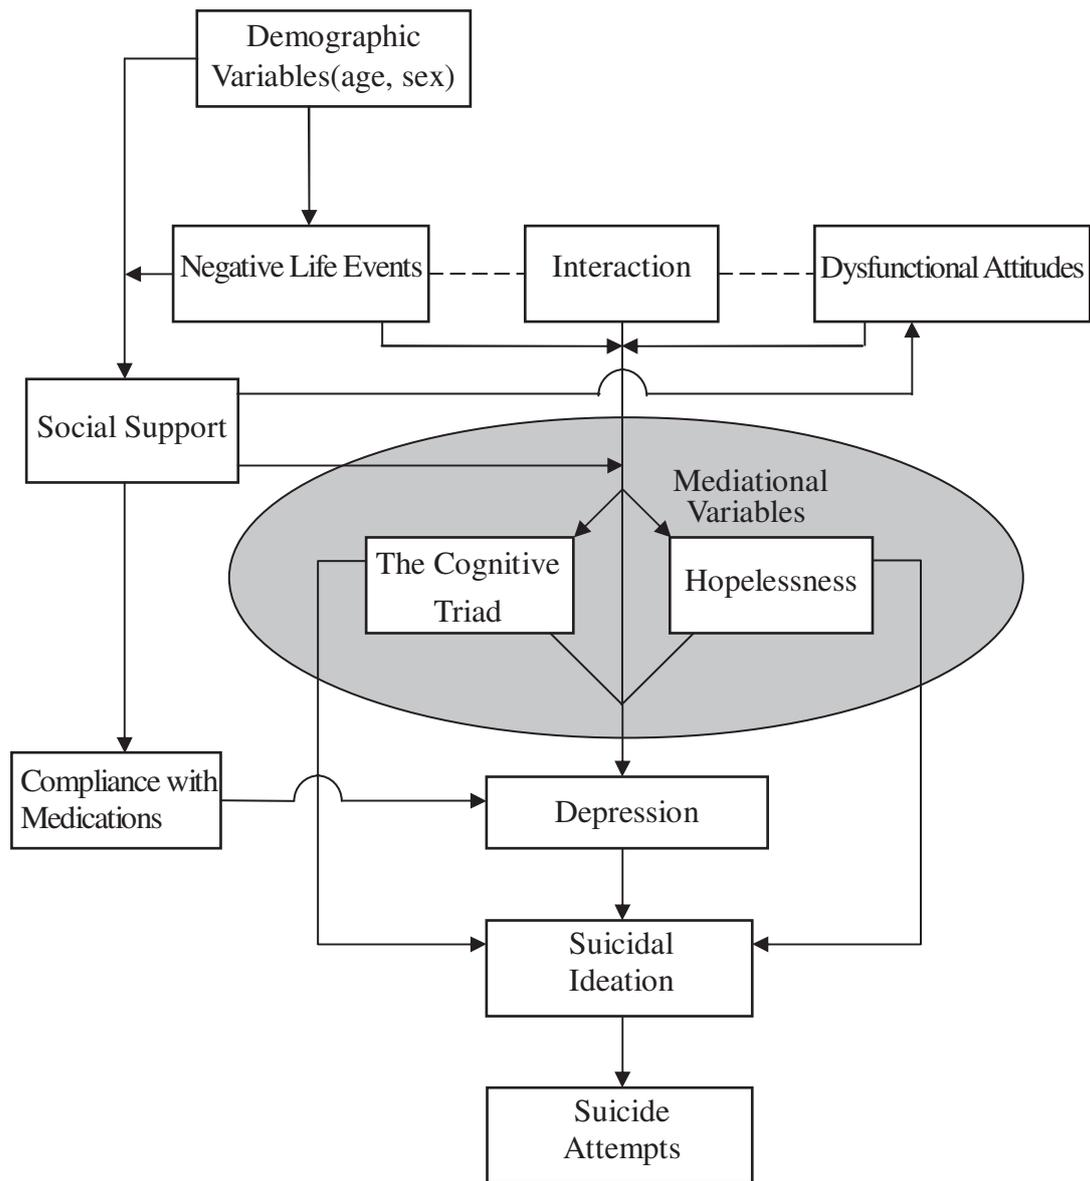 Demographic
Variables(age, sex)
Negative Life Events
Interaction
Dysfunctional Attitudes
Social Support
Mediational
Variables
The Cognitive
Triad
Hopelessness
Compliance with
Medications
Depression
Suicidal
Ideation
Suicide
Attempts